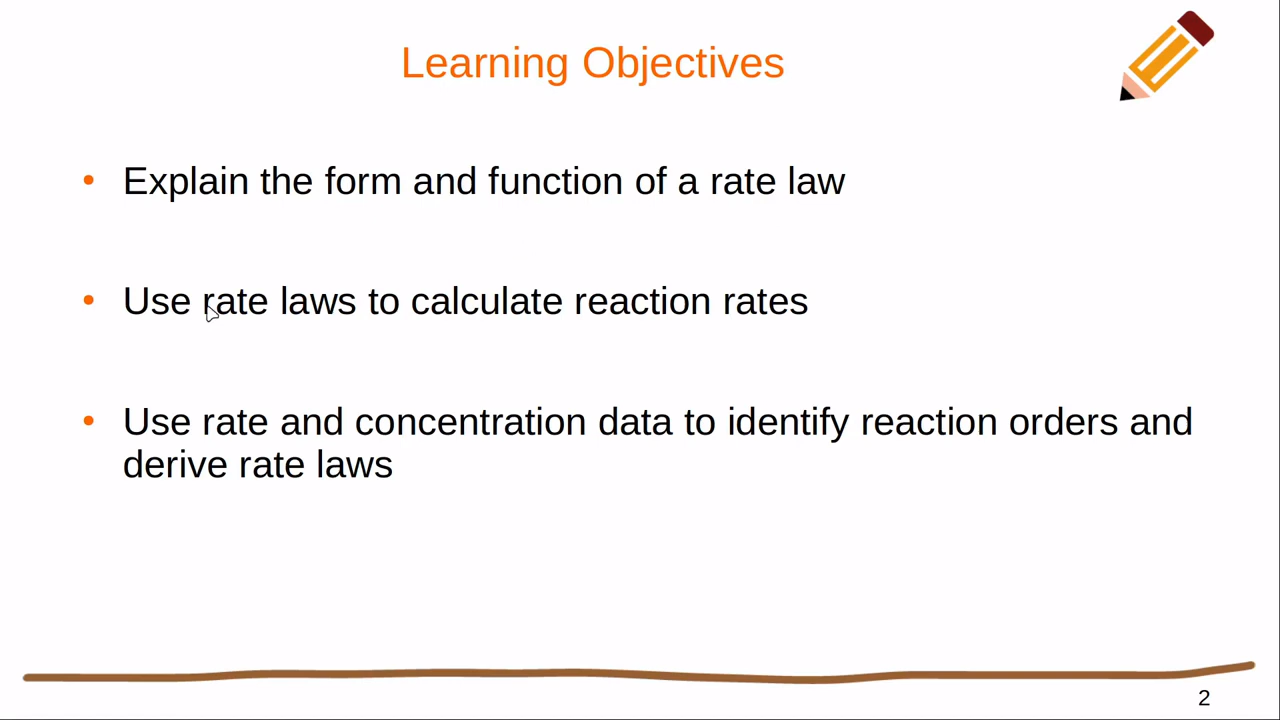 Learning Objectives
• Explain the form and function of a rate law
• Use rate laws to calculate reaction rates
• Use rate and concentration data to identify reaction orders and
derive rate laws
2